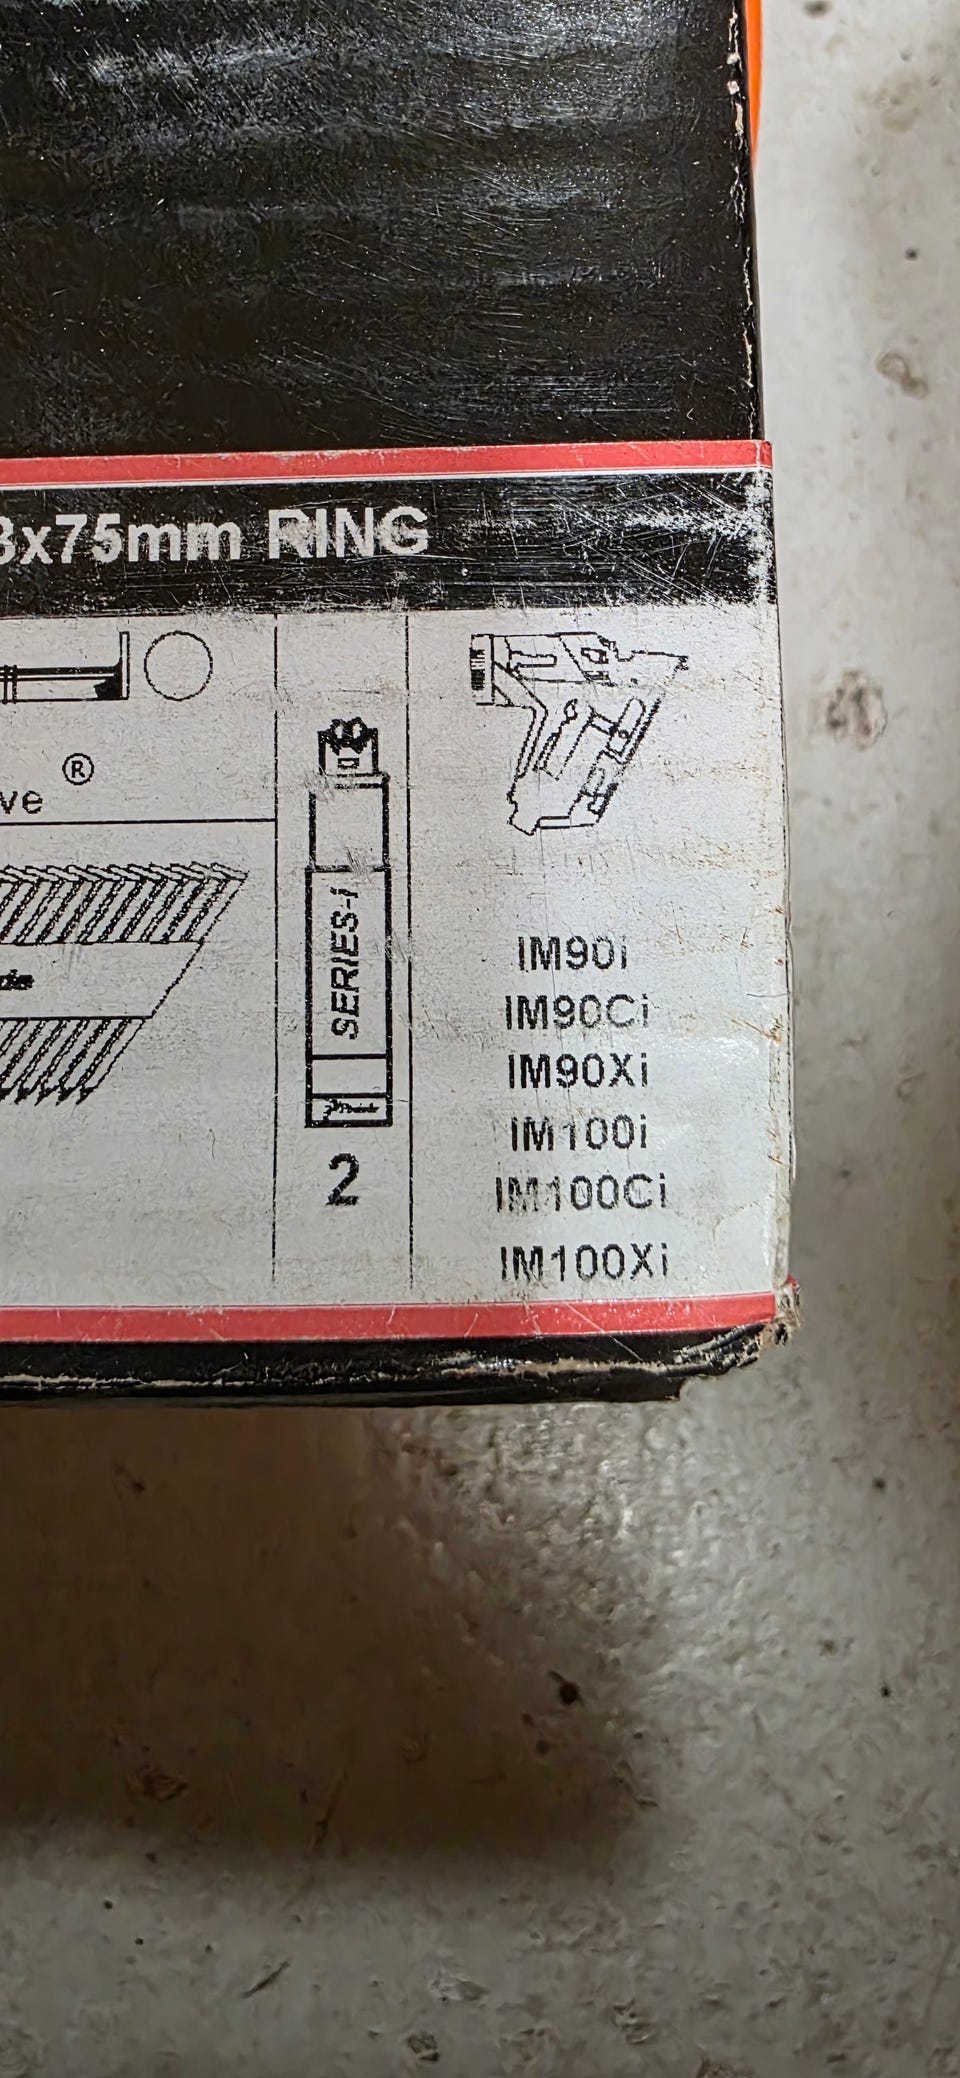 3x75mm RING
®
ve
SERIES-i
2
IM90i
IM90Ci
IM90Xi
IM100i
IM100Ci
IM100Xi